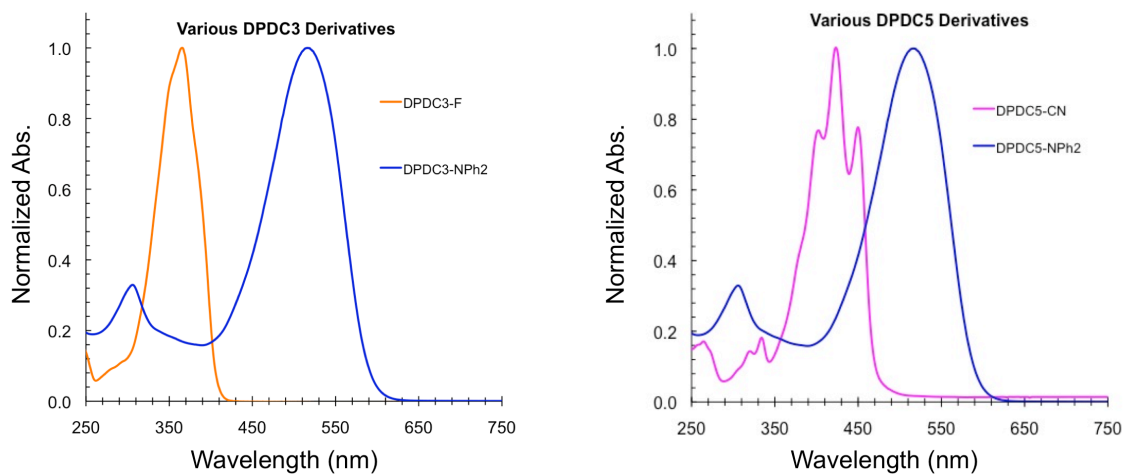 Various DPDC3 Derivatives
1.0
0.8
0.6
0.4
0.2
0.0
Normalized Abs.
DPDC3-F
DPDC3-NPh2
250 350 450 550 650 750
Wavelength (nm)
Various DPDC5 Derivatives
1.0
0.8
0.6
0.4
0.2
0.0
Normalized Abs.
DPDC5-CN
DPDC5-NPh2
250 350 450 550 650 750
Wavelength (nm)